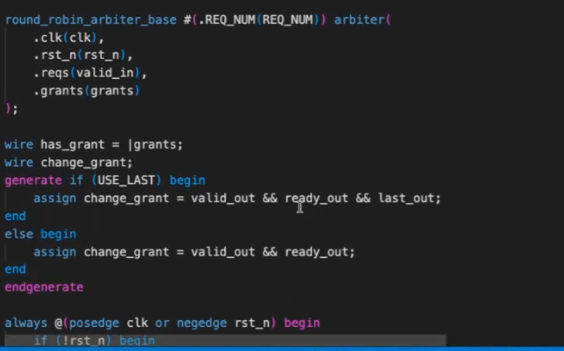 round_robin_arbiter_base #(.REQ_NUM(REQ_NUM)) arbiter(
    .clk(clk),
    .rst_n(rst_n),
    .reqs(valid_in),
    .grants(grants)
);

wire has_grant = |grants;
wire change_grant;
generate if (USE_LAST) begin
    assign change_grant = valid_out && ready_out && last_out;
end
else begin
    assign change_grant = valid_out && ready_out;
end
endgenerate

always @(posedge clk or negedge rst_n) begin
    if (!rst_n) begin